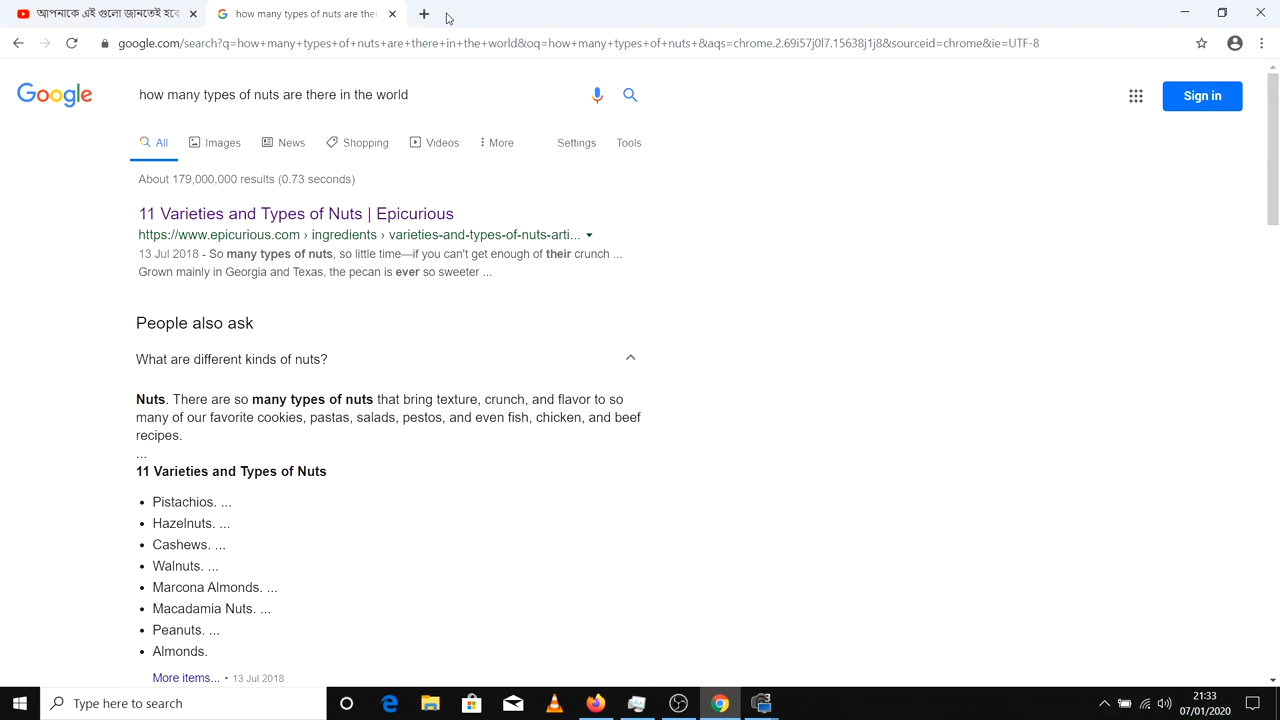 আপনাকে এই গুলো জানতেই হবে
how many types of nuts are the
google.com/search?q=how+many+types+of+nuts+are+there+in+the+world&oq=how+many+types+of+nuts+&aqs=chrome.2.69i57j0l7.15638j1j8&sourceid=chrome&ie=UTF-8
Google
how many types of nuts are there in the world
Sign in
All Images News Shopping Videos More Settings Tools
About 179,000,000 results (0.73 seconds)
11 Varieties and Types of Nuts | Epicurious
https://www.epicurious.com › ingredients › varieties-and-types-of-nuts-arti...
13 Jul 2018 - So many types of nuts, so little time—if you can't get enough of their crunch ...
Grown mainly in Georgia and Texas, the pecan is ever so sweeter ...
People also ask
What are different kinds of nuts?
Nuts. There are so many types of nuts that bring texture, crunch, and flavor to so
many of our favorite cookies, pastas, salads, pestos, and even fish, chicken, and beef
recipes.
...
11 Varieties and Types of Nuts
• Pistachios. ...
• Hazelnuts. ...
• Cashews. ...
• Walnuts. ...
• Marcona Almonds. ...
• Macadamia Nuts. ...
• Peanuts. ...
• Almonds.
More items... • 13 Jul 2018
Type here to search
3
21:33
07/01/2020